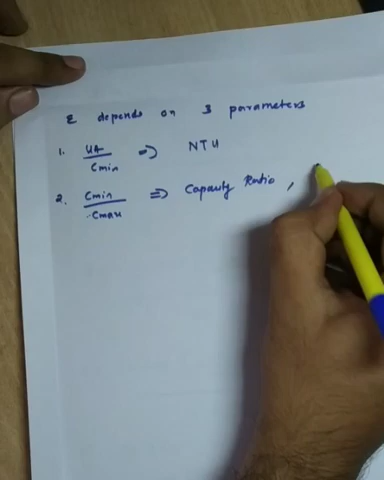 ε depends on 3 parameters
1. UA/Cmin => NTU
2. Cmin/Cmax => Capacity Ratio,